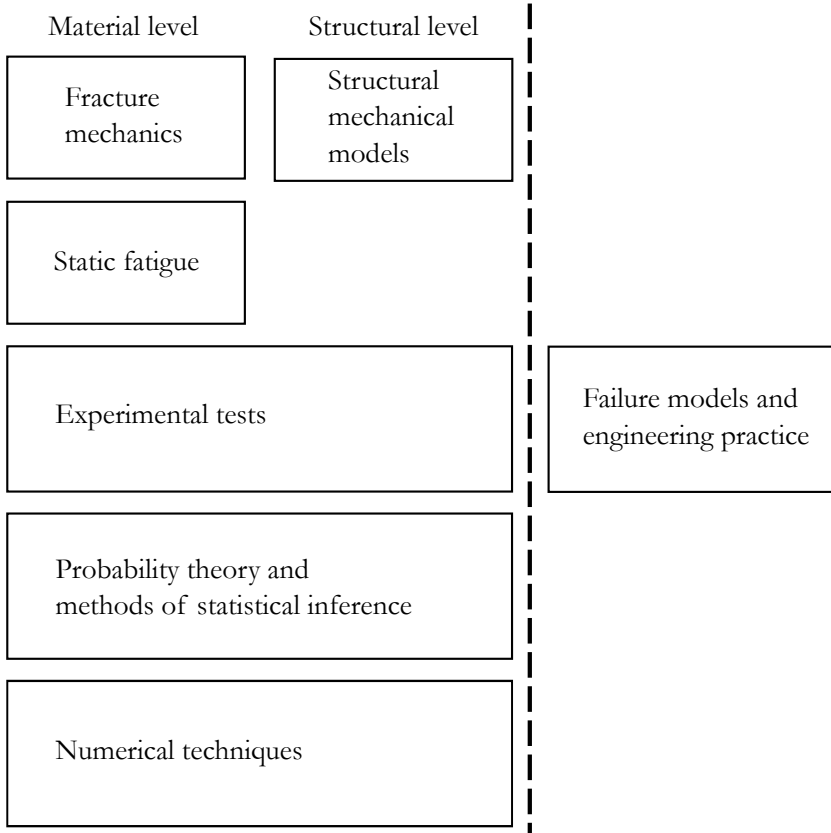 Material level
Structural level
Fracture
mechanics
Structural
mechanical
models
Static fatigue
Experimental tests
Failure models and
engineering practice
Probability theory and
methods of statistical inference
Numerical techniques